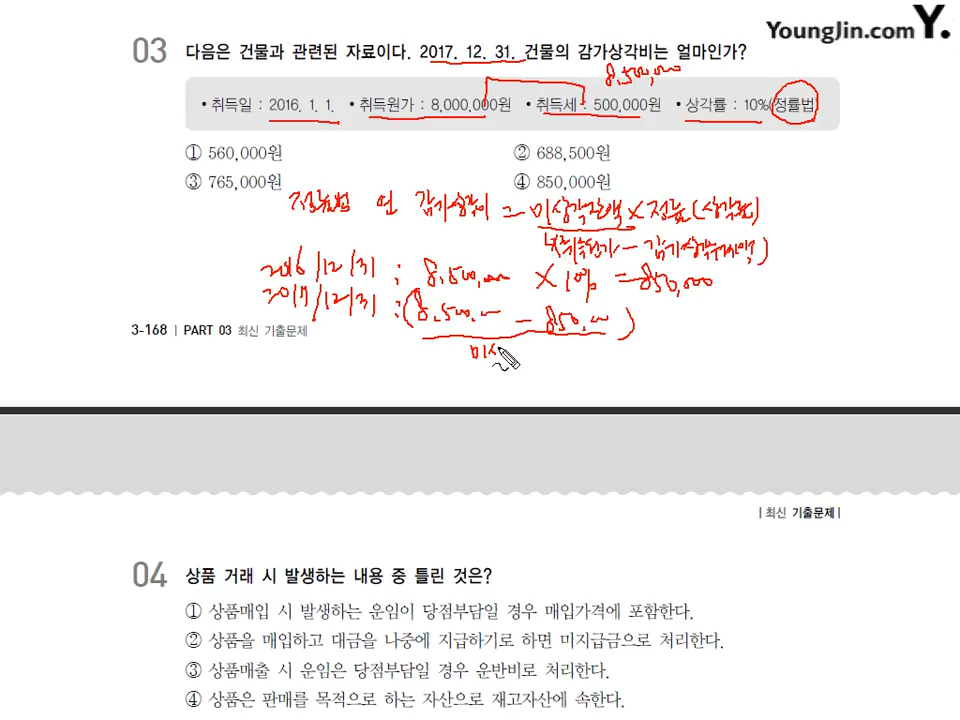 YoungJin.com Y.
03 다음은 건물과 관련된 자료이다. 2017. 12. 31. 건물의 감가상각비는 얼마인가?
8,500,000
• 취득일 : 2016. 1. 1. • 취득원가 : 8,000,000원 • 취득세 : 500,000원 • 상각률 : 10%(정률법)
① 560,000원 ② 688,500원
③ 765,000원 ④ 850,000원
정률법 연 감가상각비 = 미상각잔액 × 정률(상각률)
(취득원가 - 감가상각누계액)
2016/12/31 ; 8,500,000 × 10% = 850,000
2017/12/31 ; (8,500,000 - 850,000)
3-168 | PART 03 최신 기출문제
미상
| 최신 기출문제 |
04 상품 거래 시 발생하는 내용 중 틀린 것은?
① 상품매입 시 발생하는 운임이 당점부담일 경우 매입가격에 포함한다.
② 상품을 매입하고 대금을 나중에 지급하기로 하면 미지급금으로 처리한다.
③ 상품매출 시 운임은 당점부담일 경우 운반비로 처리한다.
④ 상품은 판매를 목적으로 하는 자산으로 재고자산에 속한다.